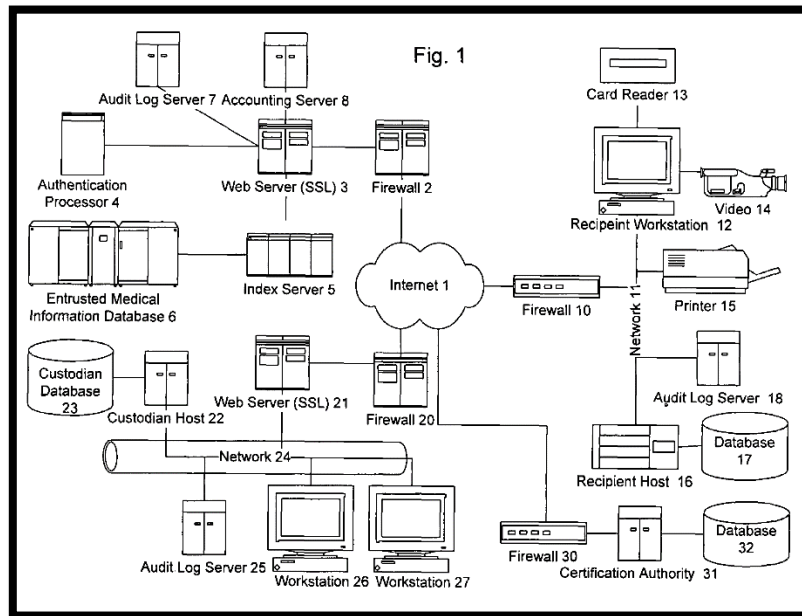 Fig. 1
Audit Log Server 7
Accounting Server 8
Card Reader 13
Authentication
Processor 4
Web Server (SSL) 3
Firewall 2
Recipeint Workstation
12
Video 14
Entrusted Medical
Information Database 6
Index Server 5
Internet 1
Firewall 10
Network 11
Printer 15
Custodian
Database
23
Custodian Host 22
Web Server (SSL) 21
Firewall 20
Audit Log Server 18
Network 24
Recipient Host 16
Database
17
Audit Log Server 25
Workstation 26
Workstation 27
Firewall 30
Certification Authority 31
Database
32